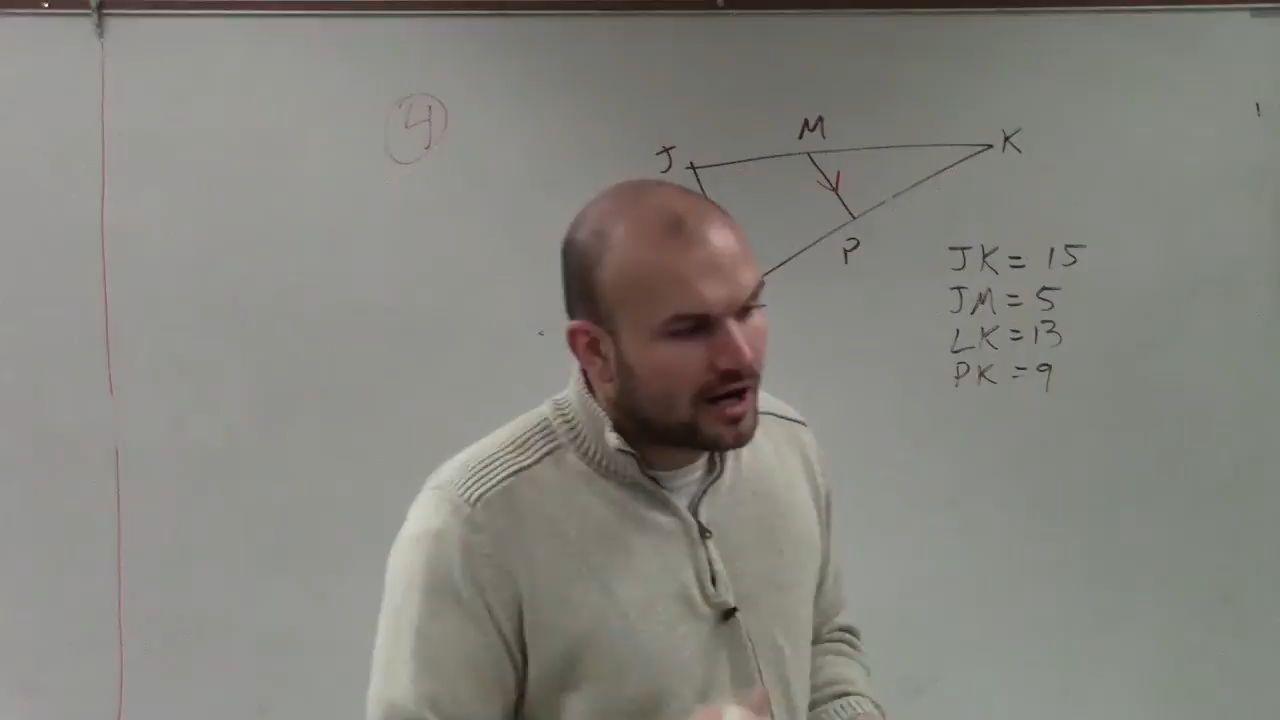 4
M
J
K
P
JK = 15
JM = 5
LK = 13
PK = 9